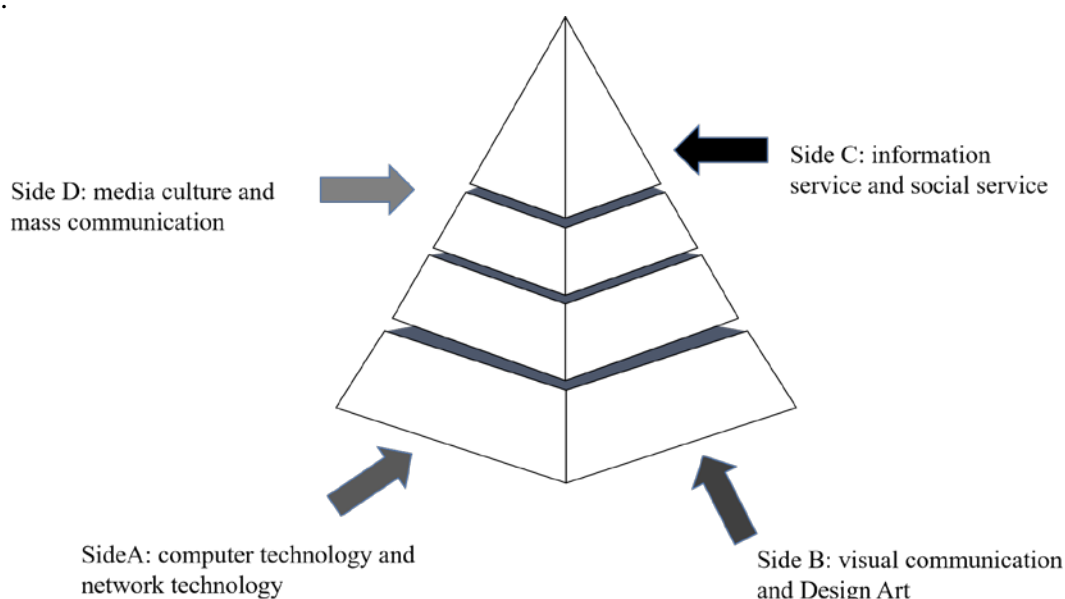 .
Side C: information
service and social service
Side D: media culture and
mass communication
SideA: computer technology and
network technology
Side B: visual communication
and Design Art